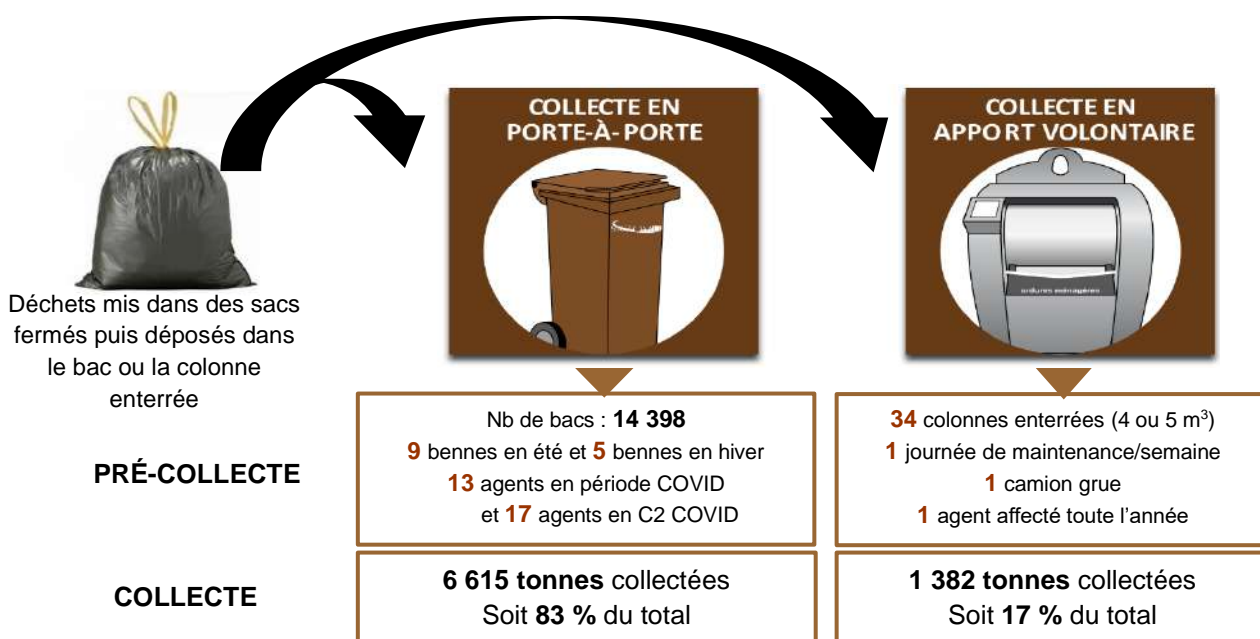 COLLECTE EN
PORTE-À-PORTE
COLLECTE EN
APPORT VOLONTAIRE
ordures ménagères
Déchets mis dans des sacs
fermés puis déposés dans
le bac ou la colonne
enterrée
PRÉ-COLLECTE
Nb de bacs : 14 398
9 bennes en été et 5 bennes en hiver
13 agents en période COVID
et 17 agents en C2 COVID
34 colonnes enterrées (4 ou 5 m³)
1 journée de maintenance/semaine
1 camion grue
1 agent affecté toute l'année
COLLECTE
6 615 tonnes collectées
Soit 83 % du total
1 382 tonnes collectées
Soit 17 % du total